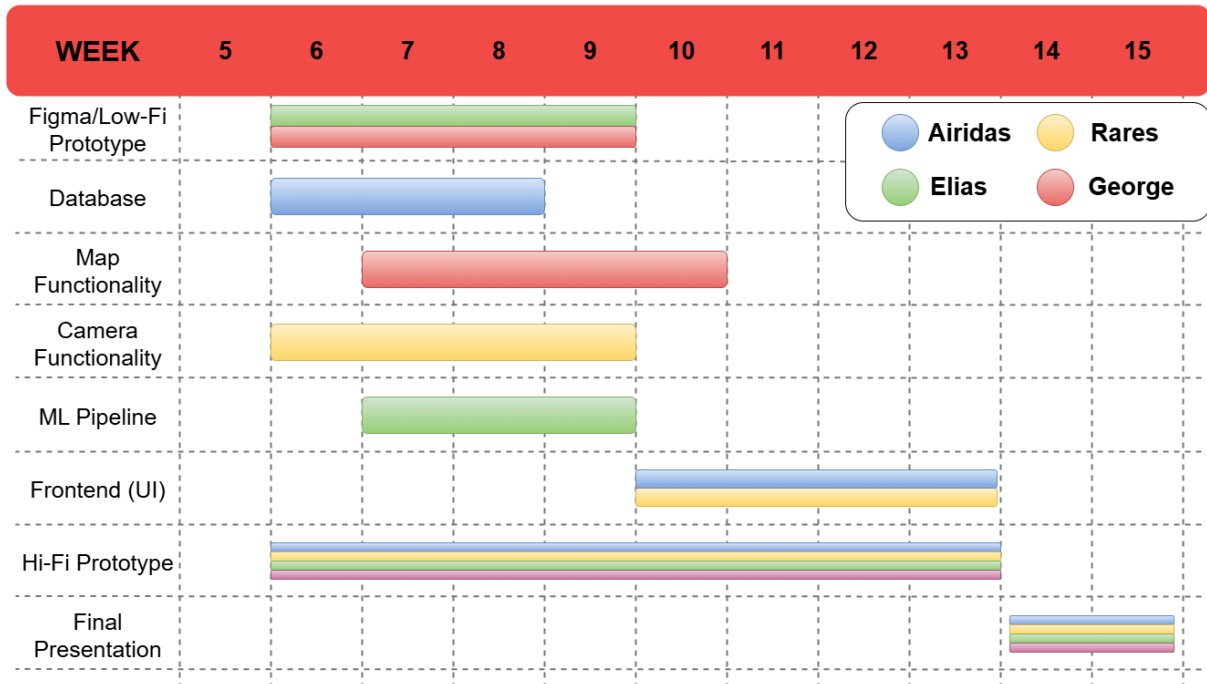 WEEK 5 6 7 8 9 10 11 12 13 14 15
Figma/Low-Fi
Prototype
Airidas Rares
Elias George
Database
Map
Functionality
Camera
Functionality
ML Pipeline
Frontend (UI)
Hi-Fi Prototype
Final
Presentation